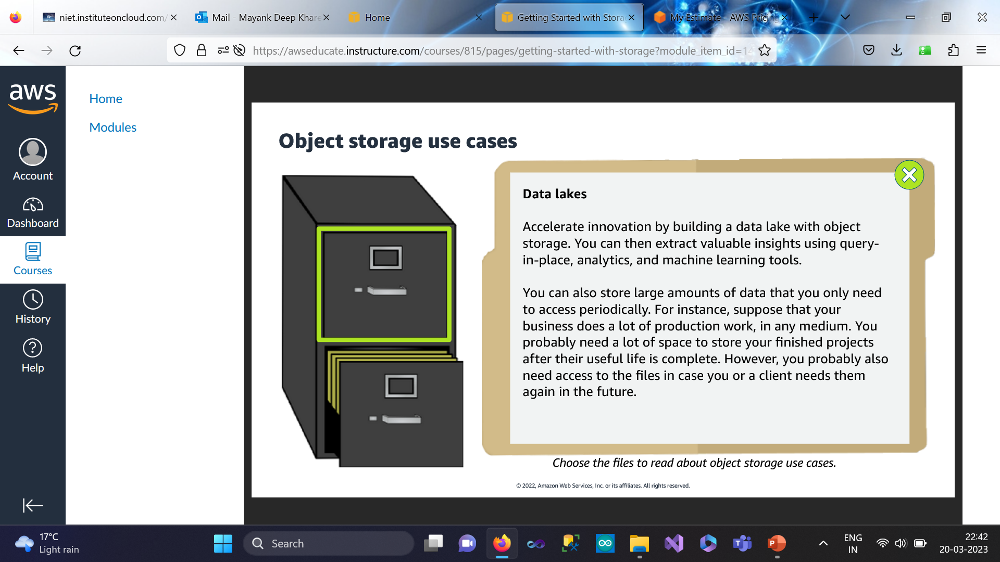 niet.instituteoncloud.com/
Mail - Mayank Deep Khare
Home
Getting Started with Stora
My Estimate - AWS Pricing
https://awseducate.instructure.com/courses/815/pages/getting-started-with-storage?module_item_id=14
aws
Account
Dashboard
Courses
History
Help
Home
Modules
Object storage use cases
Data lakes
Accelerate innovation by building a data lake with object
storage. You can then extract valuable insights using query-
in-place, analytics, and machine learning tools.
You can also store large amounts of data that you only need
to access periodically. For instance, suppose that your
business does a lot of production work, in any medium. You
probably need a lot of space to store your finished projects
after their useful life is complete. However, you probably also
need access to the files in case you or a client needs them
again in the future.
Choose the files to read about object storage use cases.
© 2022, Amazon Web Services, Inc. or its affiliates. All rights reserved.
17°C
Light rain
Search
ENG
IN
22:42
20-03-2023